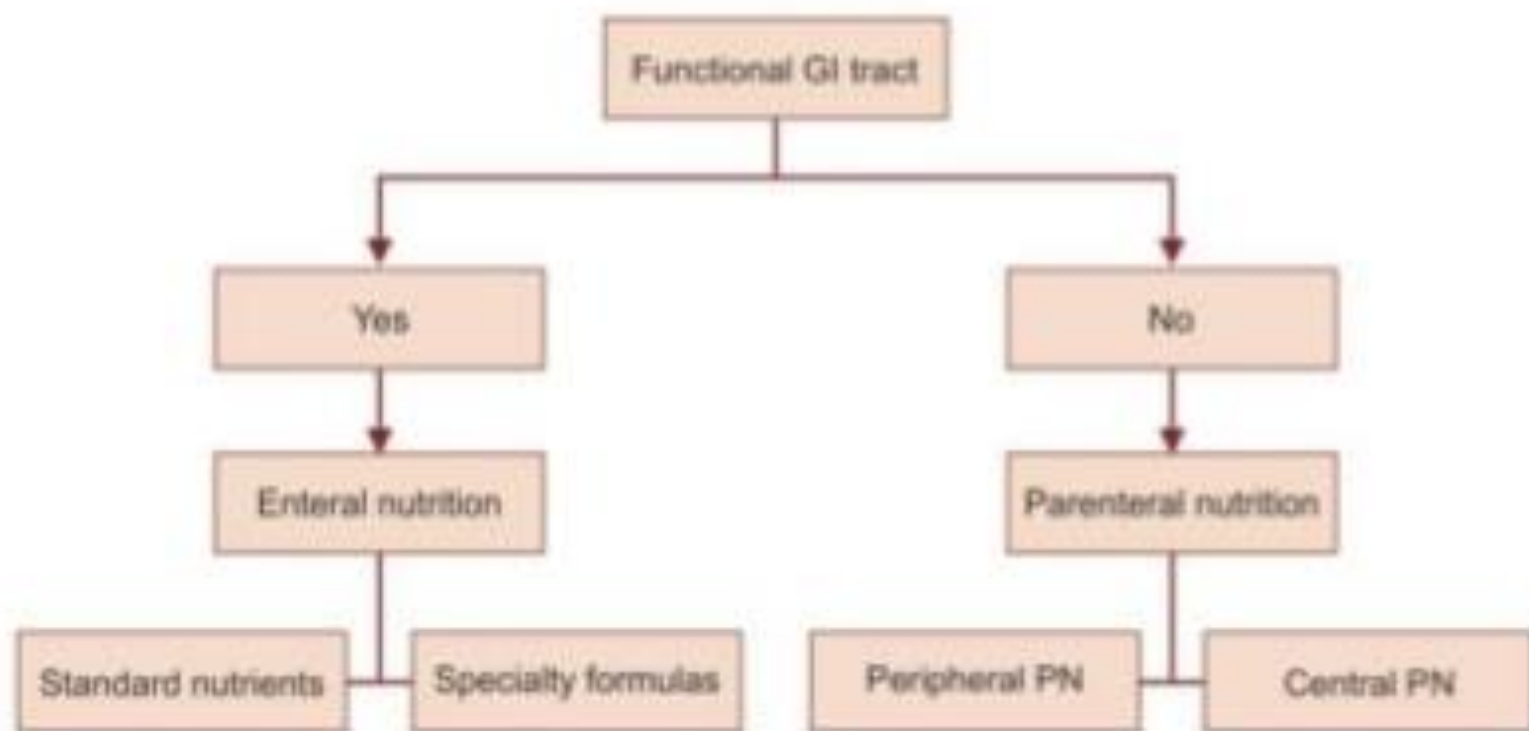 Functional GI tract
Yes
No
Enteral nutrition
Parenteral nutrition
Standard nutrients
Specialty formulas
Peripheral PN
Central PN